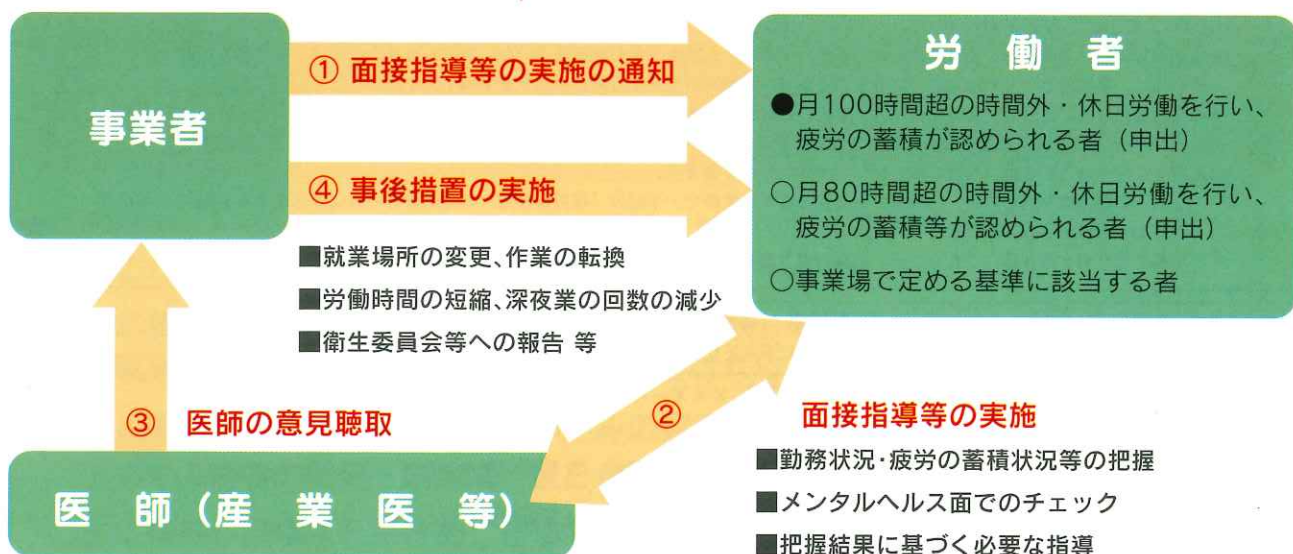 事業者
① 面接指導等の実施の通知
④ 事後措置の実施
■就業場所の変更、作業の転換
■労働時間の短縮、深夜業の回数の減少
■衛生委員会等への報告 等
労 働 者
●月100時間超の時間外・休日労働を行い、
疲労の蓄積が認められる者（申出）
○月80時間超の時間外・休日労働を行い、
疲労の蓄積等が認められる者（申出）
○事業場で定める基準に該当する者
③ 医師の意見聴取
② 面接指導等の実施
■勤務状況・疲労の蓄積状況等の把握
■メンタルヘルス面でのチェック
■把握結果に基づく必要な指導
医 師（産 業 医 等）